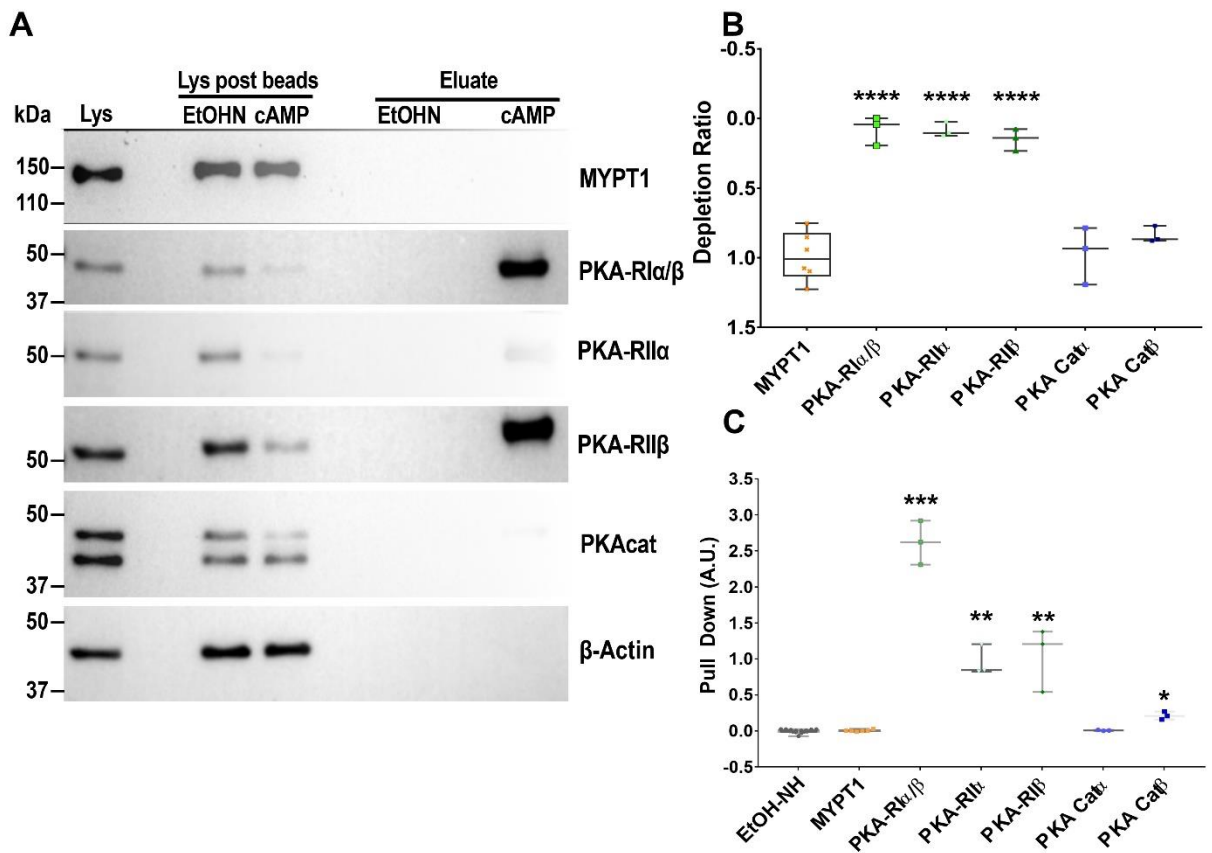 A
Lys post beads
Eluate
kDa
Lys
EtOHN
cAMP
EtOHN
cAMP
150
110
MYPT1
50
37
PKA-RIα/β
50
PKA-RIIα
50
PKA-RIIβ
50
37
PKAcat
50
37
β-Actin
B
-0.5
0.0
0.5
1.0
1.5
Depletion Ratio
****
****
****
MYPT1
PKA-RIα/β
PKA-RIIα
PKA-RIIβ
PKA Catα
PKA Catβ
C
3.5
3.0
2.5
2.0
1.5
1.0
0.5
0.0
-0.5
Pull Down (A.U.)
***
**
**
*
EtOH-NH
MYPT1
PKA-RIα/β
PKA-RIIα
PKA-RIIβ
PKA Catα
PKA Catβ